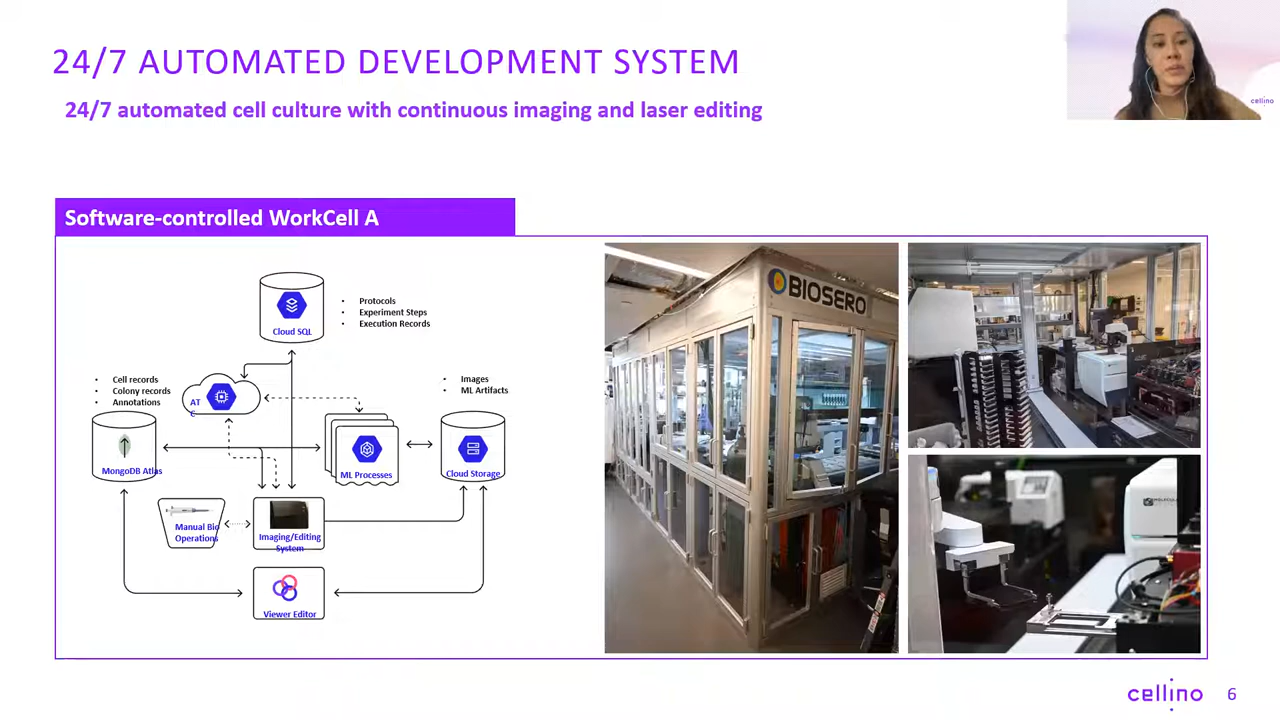 24/7 AUTOMATED DEVELOPMENT SYSTEM
24/7 automated cell culture with continuous imaging and laser editing
cellino
Software-controlled WorkCell A
Cloud SQL
• Protocols
• Experiment Steps
• Execution Records
• Cell records
• Colony records
• Annotations
AT
C
• Images
• ML Artifacts
MongoDB Atlas
ML Processes
Cloud Storage
Manual Bio
Operations
Imaging/Editing
System
Viewer Editor
BIOSERO
cellino
6